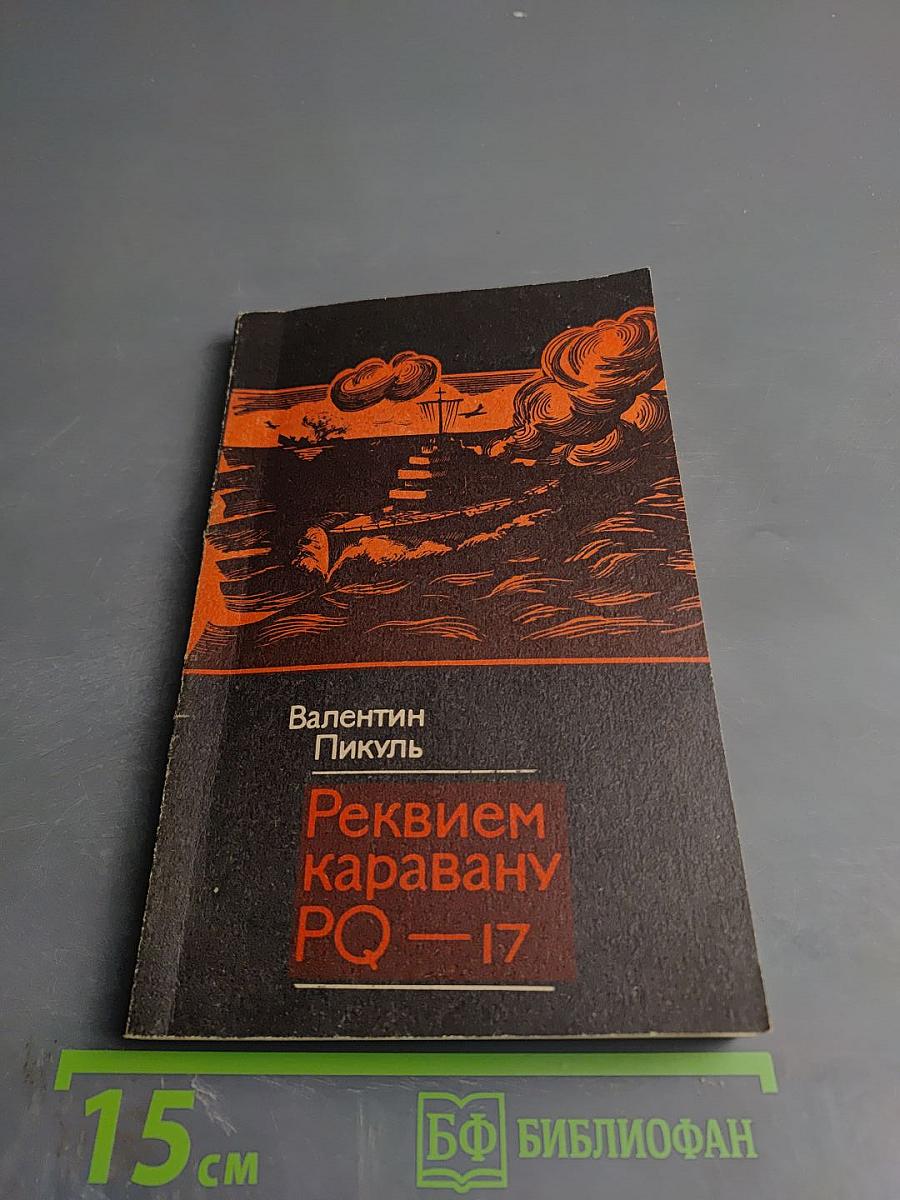 Валентин
Пикуль
Реквием
каравану
PQ — 17
15 см
БФ БИБЛИОФАН